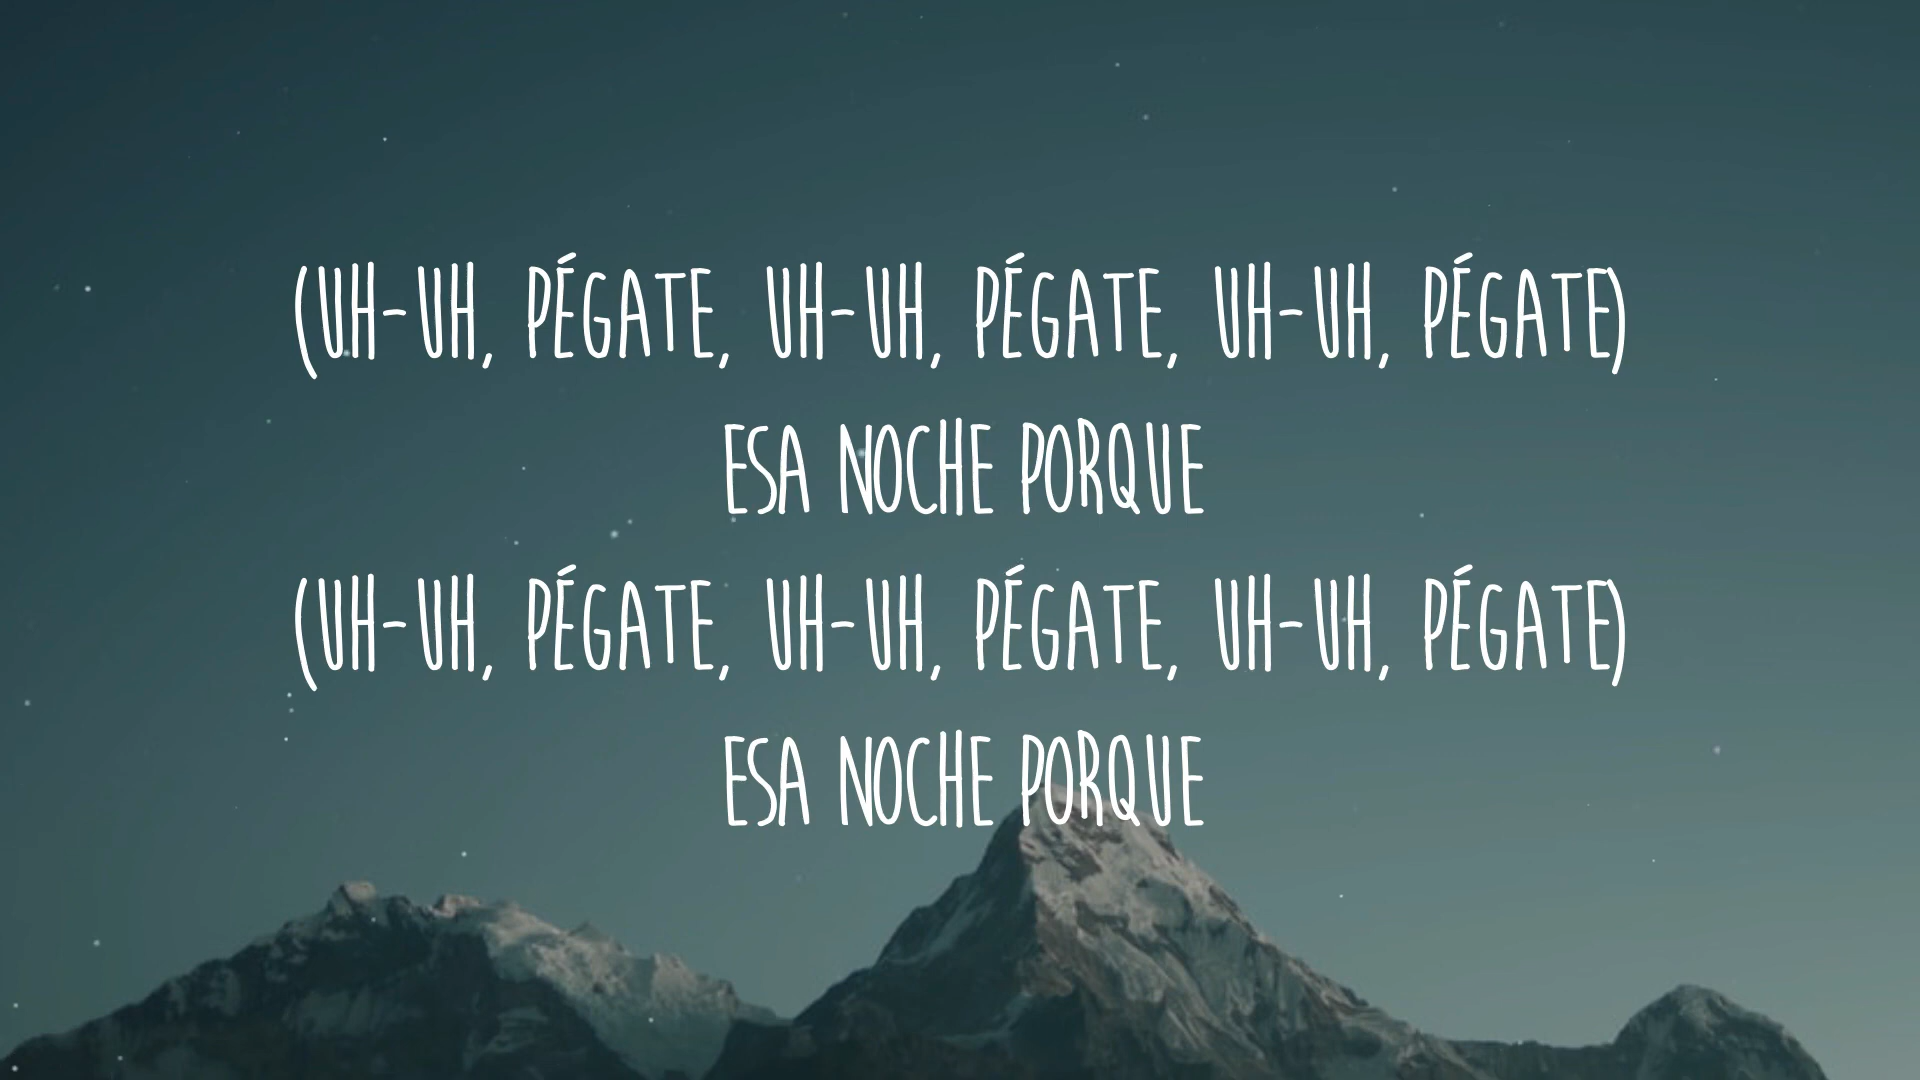 (UH-UH, PÉGATE, UH-UH, PÉGATE, UH-UH, PÉGATE)
ESA NOCHE PORQUE
(UH-UH, PÉGATE, UH-UH, PÉGATE, UH-UH, PÉGATE)
ESA NOCHE PORQUE